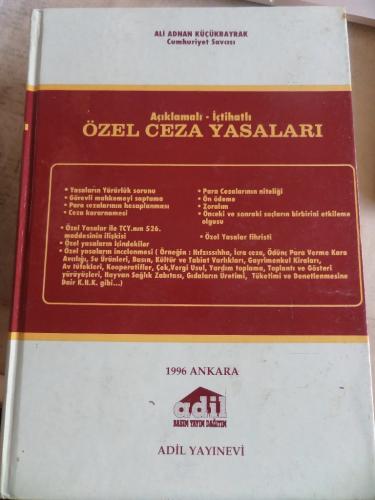 ALİ ADNAN KÜÇÜKBAYRAK
Cumhuriyet Savcısı
Açıklamalı - İçtihatlı
ÖZEL CEZA YASALARI
• Yasaların Yürürlük sorunu
• Görevli mahkemeyi saptama
• Para cezalarının hesaplanması
• Ceza kararnamesi
• Para Cezalarının niteliği
• Ön ödeme
• Zoralım
• Önceki ve sonraki suçların birbirini etkileme
olgusu
• Özel Yasalar ile TCY.nın 526.
maddesinin ilişkisi
• Özel Yasalar fihristi
• Özel yasaların içindekiler
• Özel yasaların incelenmesi ( Örneğin : Hıfzıssıhha, İcra ceza, Ödünç Para Verme Kara
Avcılığı, Su Ürünleri, Basın, Kültür ve Tabiat Varlıkları, Gayrimenkul Kiraları,
Av tüfekleri, Kooperatifler, Çek,Vergi Usul, Yardım toplama, Toplantı ve Gösteri
yürüyüşleri, Hayvan Sağlık Zabıtası, Gıdaların Üretimi, Tüketimi ve Denetlenmesine
Dair K.H.K. gibi...)
1996 ANKARA
adil
BASIM YAYIM DAĞITIM
ADİL YAYINEVİ